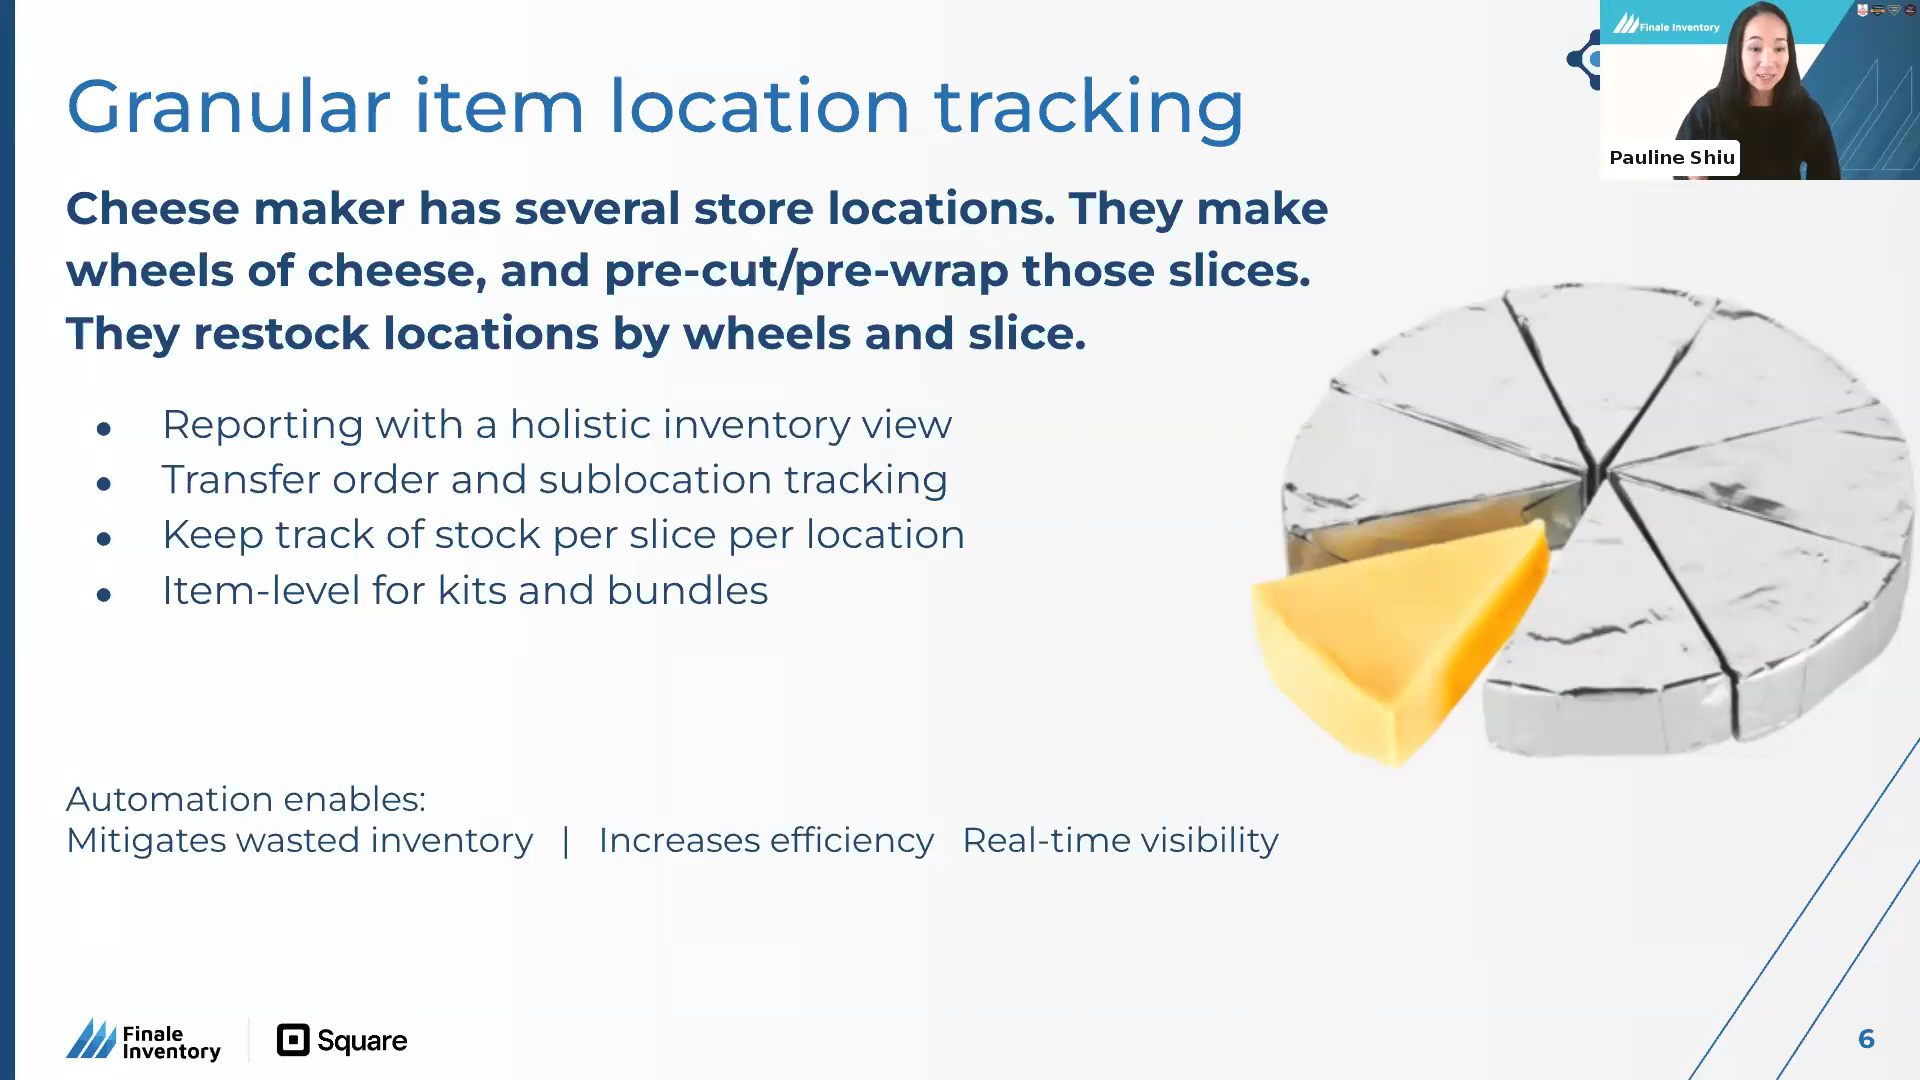 Granular item location tracking
Finale Inventory
Pauline Shiu
Cheese maker has several store locations. They make
wheels of cheese, and pre-cut/pre-wrap those slices.
They restock locations by wheels and slice.
● Reporting with a holistic inventory view
● Transfer order and sublocation tracking
● Keep track of stock per slice per location
● Item-level for kits and bundles
Automation enables:
Mitigates wasted inventory | Increases efficiency Real-time visibility
Finale
Inventory
Square
6